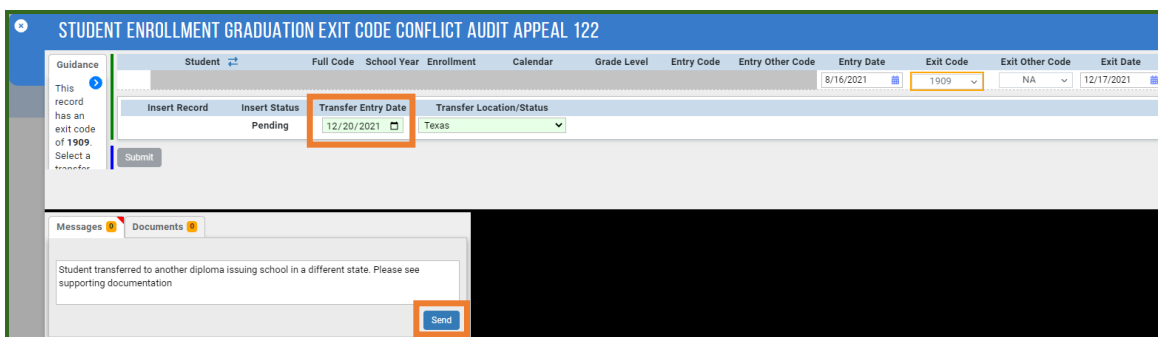 STUDENT ENROLLMENT GRADUATION EXIT CODE CONFLICT AUDIT APPEAL 122
Guidance
This
record
has an
exit code
of 1909.
Select a
transfer
Student Full Code School Year Enrollment Calendar Grade Level Entry Code Entry Other Code Entry Date Exit Code Exit Other Code Exit Date
8/16/2021 1909 NA 12/17/2021
Insert Record Insert Status Transfer Entry Date Transfer Location/Status
Pending 12/20/2021 Texas
Submit
Messages 0 Documents 0
Student transferred to another diploma issuing school in a different state. Please see
supporting documentation
Send